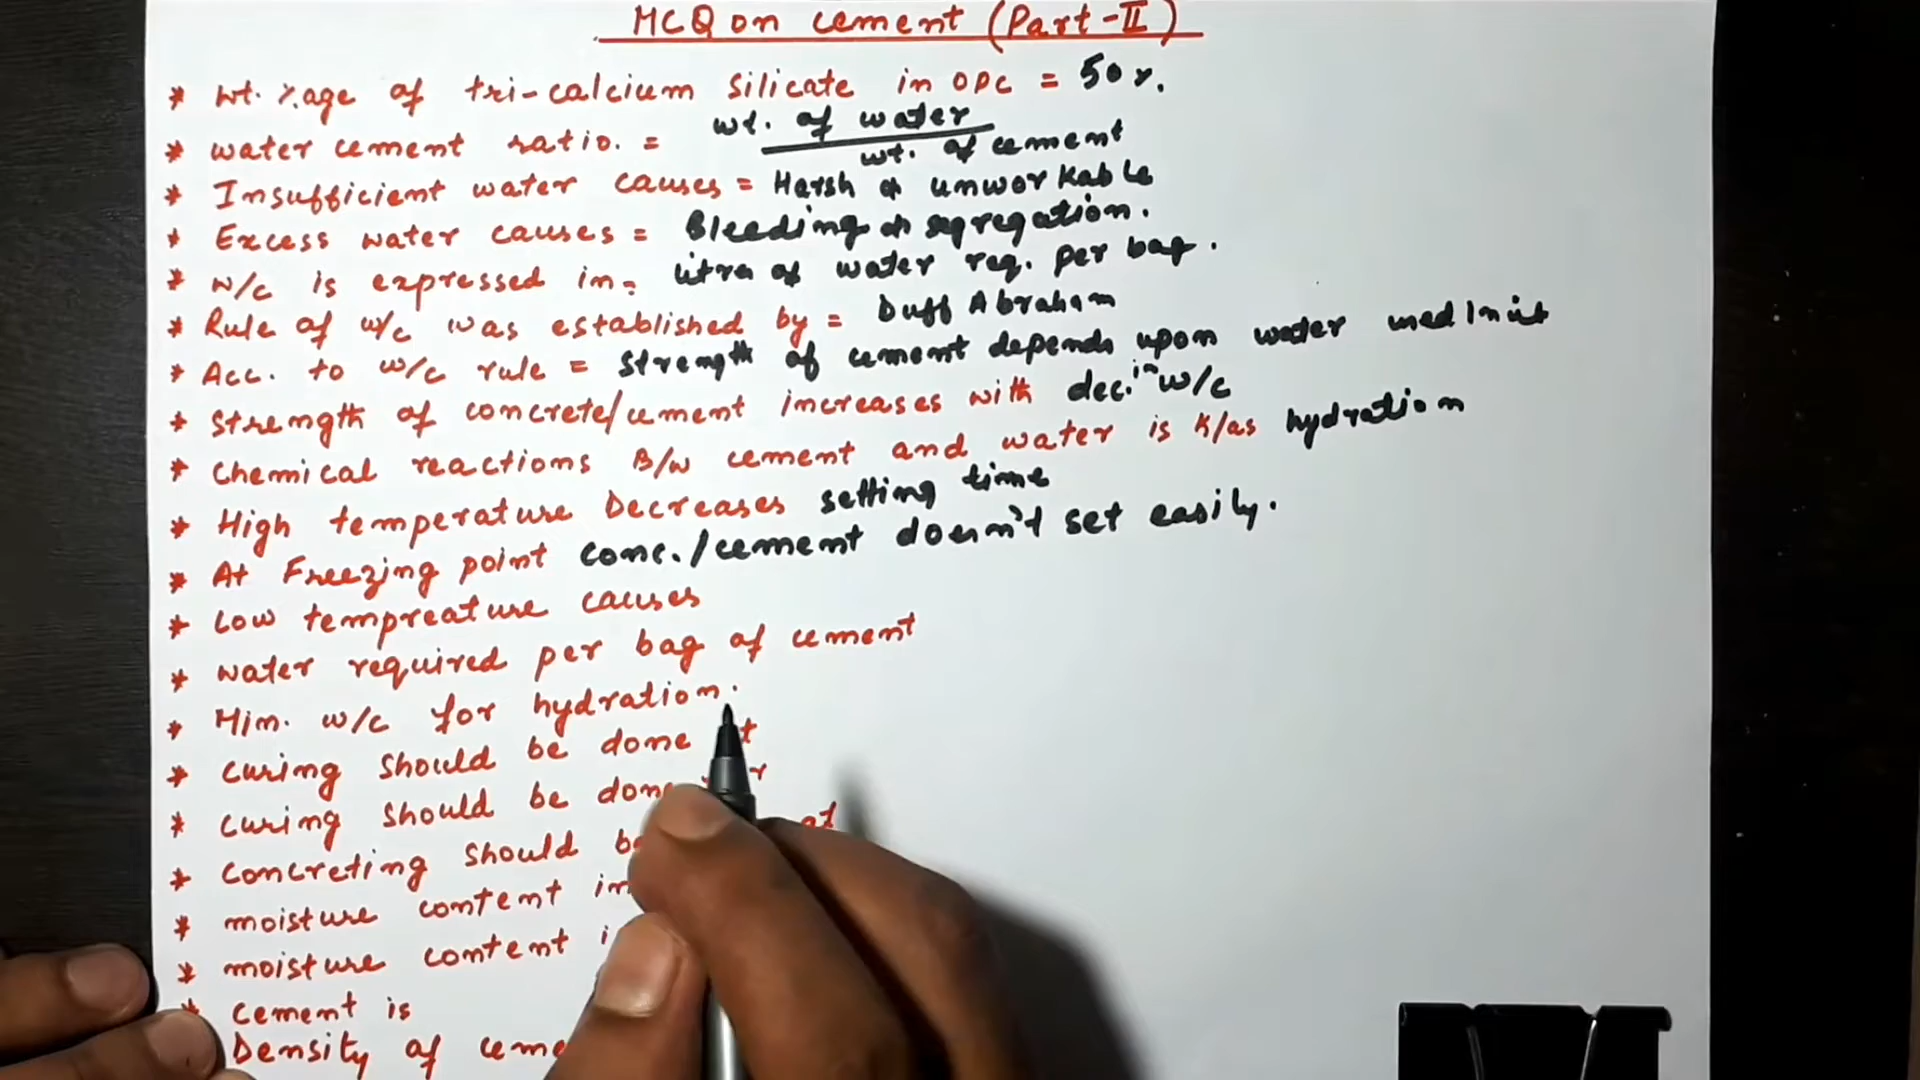 MCQ on cement (Part-II)
* wt. %age of tri-calcium silicate in OPC = 50%.
* water cement ratio. = wt. of water / wt. of cement
* Insufficient water causes = Harsh or unworkable
* Excess water causes = Bleeding or segregation.
* w/c is expressed in = of water req. per bag.
* Rule of w/c was established by = Duff Abraham
* Acc. to w/c rule = strength of cement depends upon water used in it
* strength of concrete/cement increases with dec. in w/c
* chemical reactions B/w cement and water is K/as hydration
* High temperature Decreases setting time
* At Freezing point conc./cement doesn't set easily.
* Low tempreature causes
* water required per bag of cement
* Min. w/c for hydration.
* curing should be done
* curing should be
* concreting should at
* moisture content in
* moisture content
* cement is
Density of